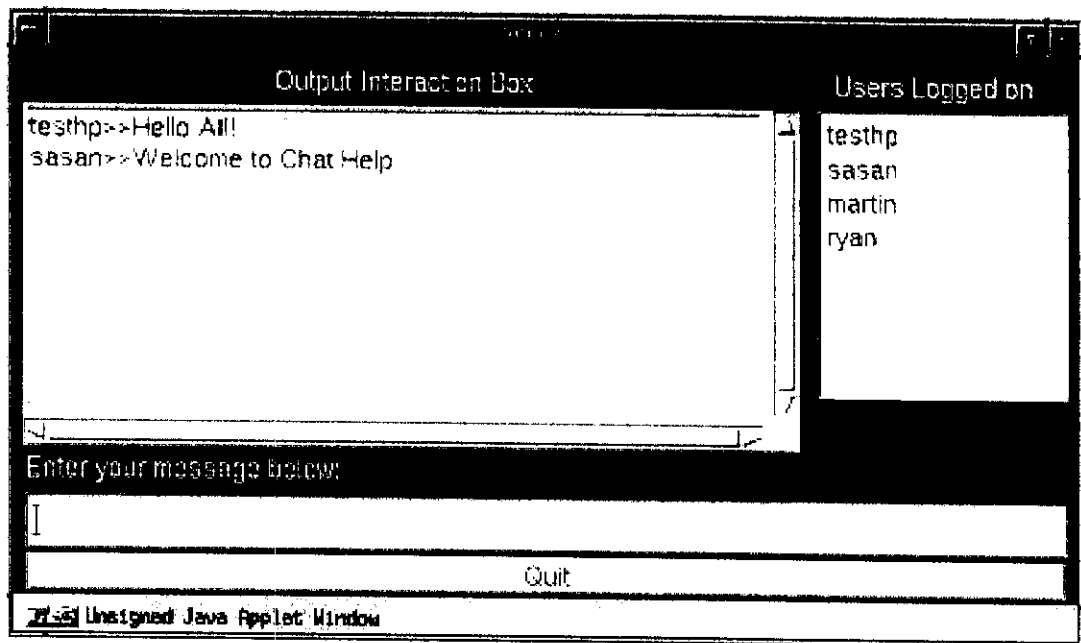 Output Interaction Box
Users Logged on
testhp>>Hello All!
sasan>>Welcome to Chat Help
testhp
sasan
martin
ryan
Enter your message below:
Quit
Unsigned Java Applet Window